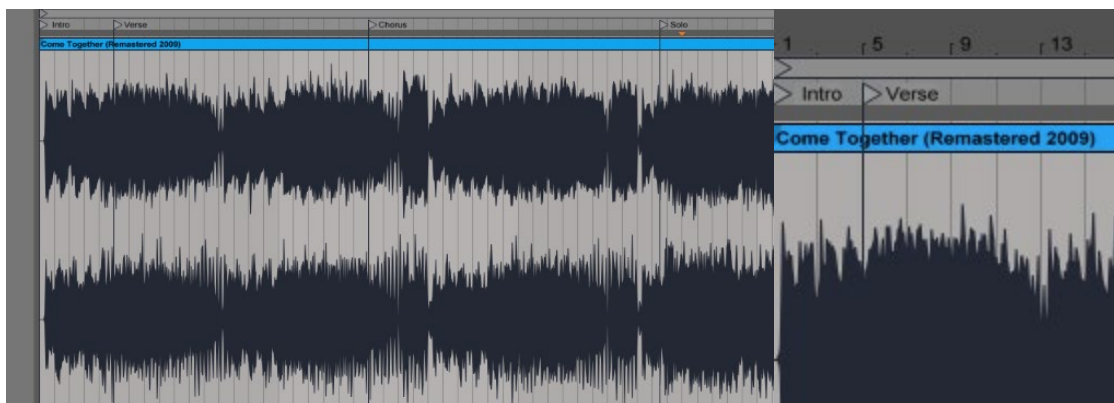 Intro Verse Chorus Solo
Come Together (Remastered 2009)
1 5 9 13
Intro Verse
Come Together (Remastered 2009)